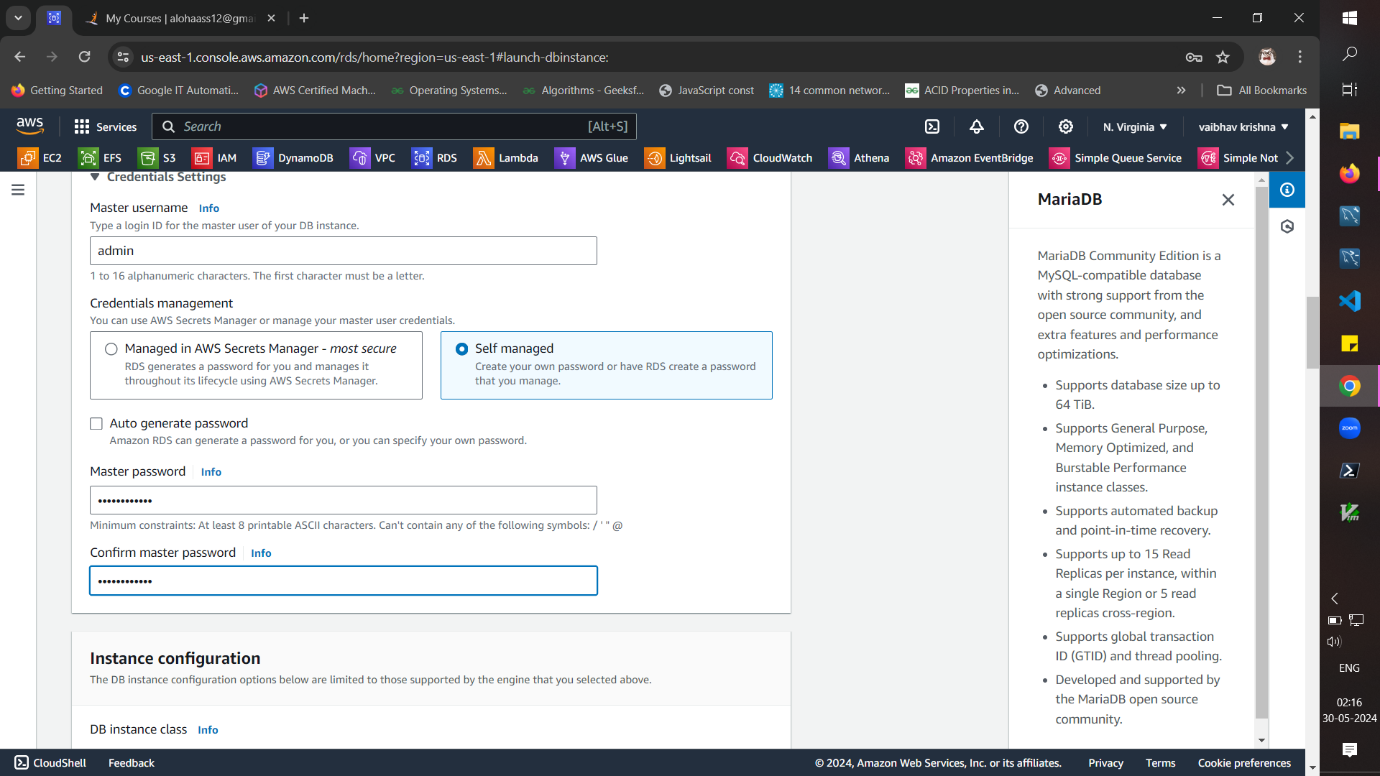 My Courses | alohaass12@gma
us-east-1.console.aws.amazon.com/rds/home?region=us-east-1#launch-dbinstance:
Getting Started
Google IT Automati...
AWS Certified Mach...
Operating Systems...
Algorithms - Geeksf...
JavaScript const
14 common networ...
ACID Properties in...
Advanced
»
All Bookmarks
aws
Services
Search
[Alt+S]
N. Virginia
vaibhav krishna
EC2
EFS
S3
IAM
DynamoDB
VPC
RDS
Lambda
AWS Glue
Lightsail
CloudWatch
Athena
Amazon EventBridge
Simple Queue Service
Simple Not
Credentials Settings
Master username Info
Type a login ID for the master user of your DB instance.
admin
1 to 16 alphanumeric characters. The first character must be a letter.
Credentials management
You can use AWS Secrets Manager or manage your master user credentials.
Managed in AWS Secrets Manager - most secure
RDS generates a password for you and manages it
throughout its lifecycle using AWS Secrets Manager.
Self managed
Create your own password or have RDS create a password
that you manage.
Auto generate password
Amazon RDS can generate a password for you, or you can specify your own password.
Master password Info
••••••••••••
Minimum constraints: At least 8 printable ASCII characters. Can't contain any of the following symbols: / ' " @
Confirm master password Info
••••••••••••
Instance configuration
The DB instance configuration options below are limited to those supported by the engine that you selected above.
DB instance class Info
MariaDB
MariaDB Community Edition is a
MySQL-compatible database
with strong support from the
open source community, and
extra features and performance
optimizations.
• Supports database size up to
64 TiB.
• Supports General Purpose,
Memory Optimized, and
Burstable Performance
instance classes.
• Supports automated backup
and point-in-time recovery.
• Supports up to 15 Read
Replicas per instance, within
a single Region or 5 read
replicas cross-region.
• Supports global transaction
ID (GTID) and thread pooling.
• Developed and supported by
the MariaDB open source
community.
CloudShell
Feedback
© 2024, Amazon Web Services, Inc. or its affiliates.
Privacy
Terms
Cookie preferences
zoom
ENG
02:16
30-05-2024